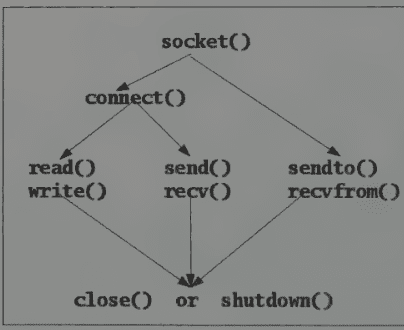 socket()
connect()
read() send() sendto()
write() recv() recvfrom()
close() or shutdown()